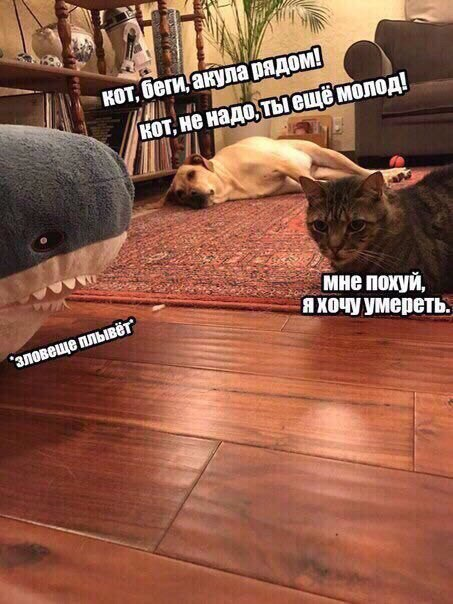 кот, беги, акула рядом!
кот, не надо, ты ещё молод!
мне похуй,
я хочу умереть.
*зловеще плывёт*